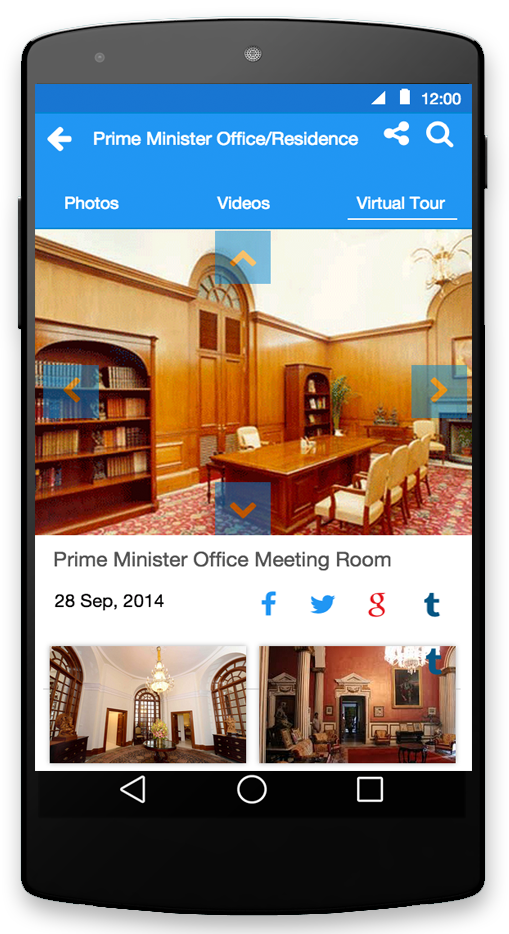 12:00
Prime Minister Office/Residence
Photos Videos Virtual Tour
Prime Minister Office Meeting Room
28 Sep, 2014
f g t
t